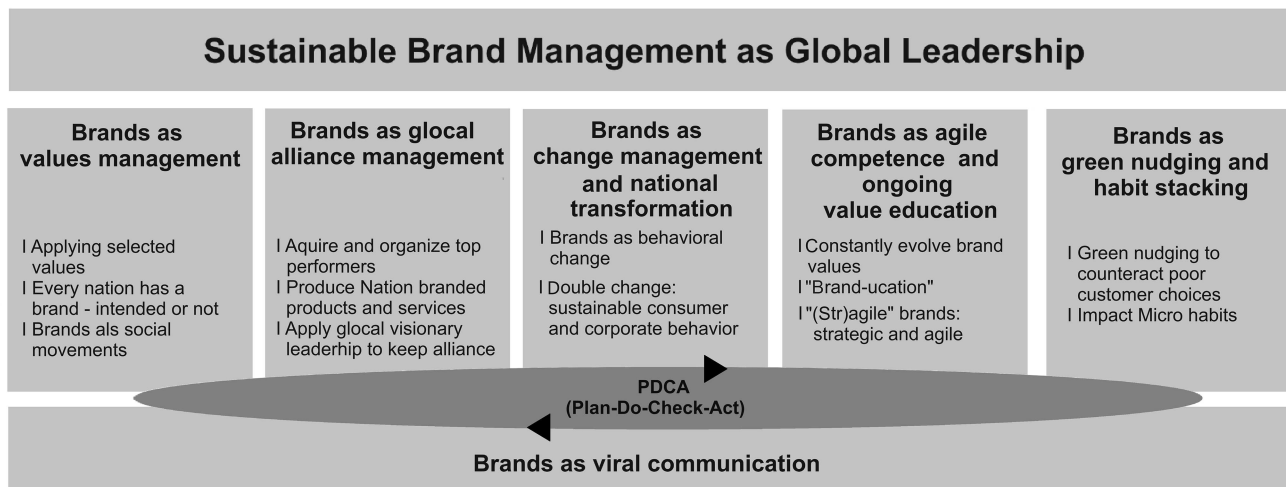 Sustainable Brand Management as Global Leadership
Brands as
values management
l Applying selected
values
l Every nation has a
brand - intended or not
l Brands als social
movements
Brands as glocal
alliance management
l Aquire and organize top
performers
l Produce Nation branded
products and services
l Apply glocal visionary
leaderhip to keep alliance
Brands as
change management
and national
transformation
l Brands as behavioral
change
l Double change:
sustainable consumer
and corporate behavior
Brands as agile
competence and
ongoing
value education
l Constantly evolve brand
values
l "Brand-ucation"
l "(Str)agile" brands:
strategic and agile
Brands as
green nudging and
habit stacking
l Green nudging to
counteract poor
customer choices
l Impact Micro habits
PDCA
(Plan-Do-Check-Act)
Brands as viral communication